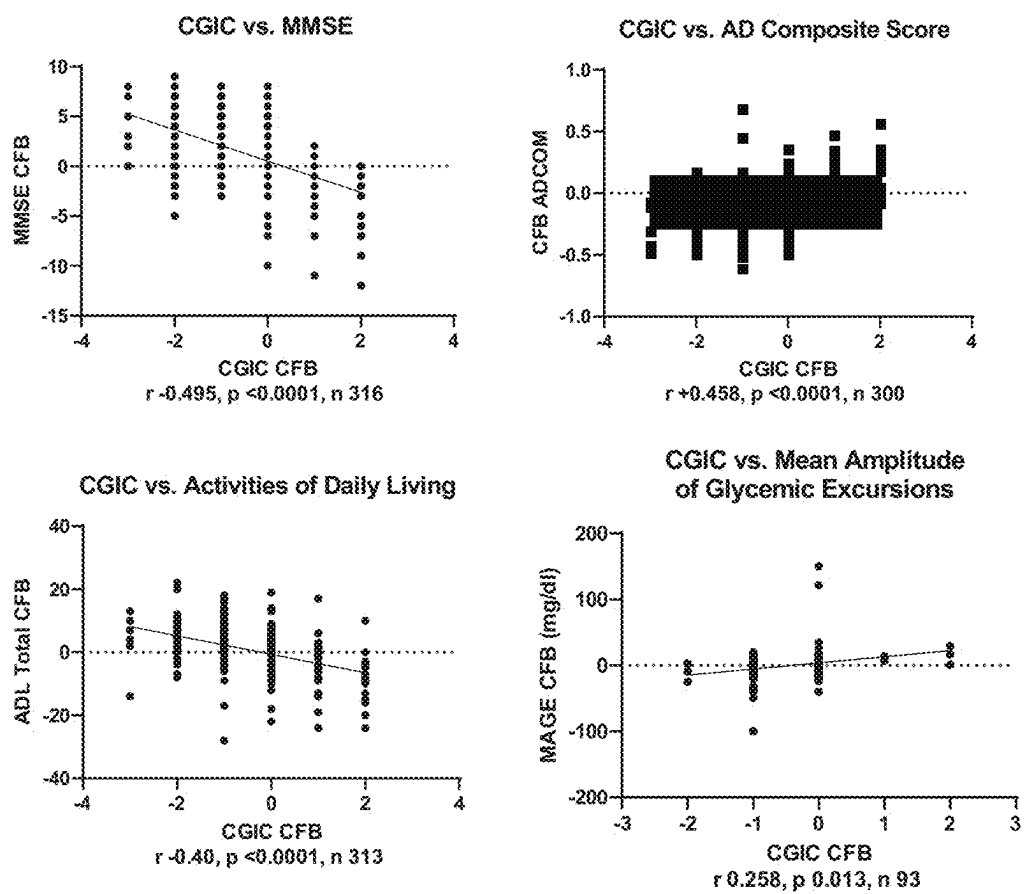 CGIC vs. MMSE
10
5
0
-5
-10
-15
MMSE CFB
-4
-2
0
2
4
CGIC CFB
r -0.495, p <0.0001, n 316
CGIC vs. AD Composite Score
1.0
0.5
0.0
-0.5
-1.0
CFB ADCOM
-4
-2
0
2
4
CGIC CFB
r +0.458, p <0.0001, n 300
CGIC vs. Activities of Daily Living
40
20
0
-20
-40
ADL Total CFB
-4
-2
0
2
4
CGIC CFB
r -0.40, p <0.0001, n 313
CGIC vs. Mean Amplitude
of Glycemic Excursions
200
100
0
-100
-200
MAGE CFB (mg/dl)
-3
-2
-1
0
1
2
3
CGIC CFB
r 0.258, p 0.013, n 93